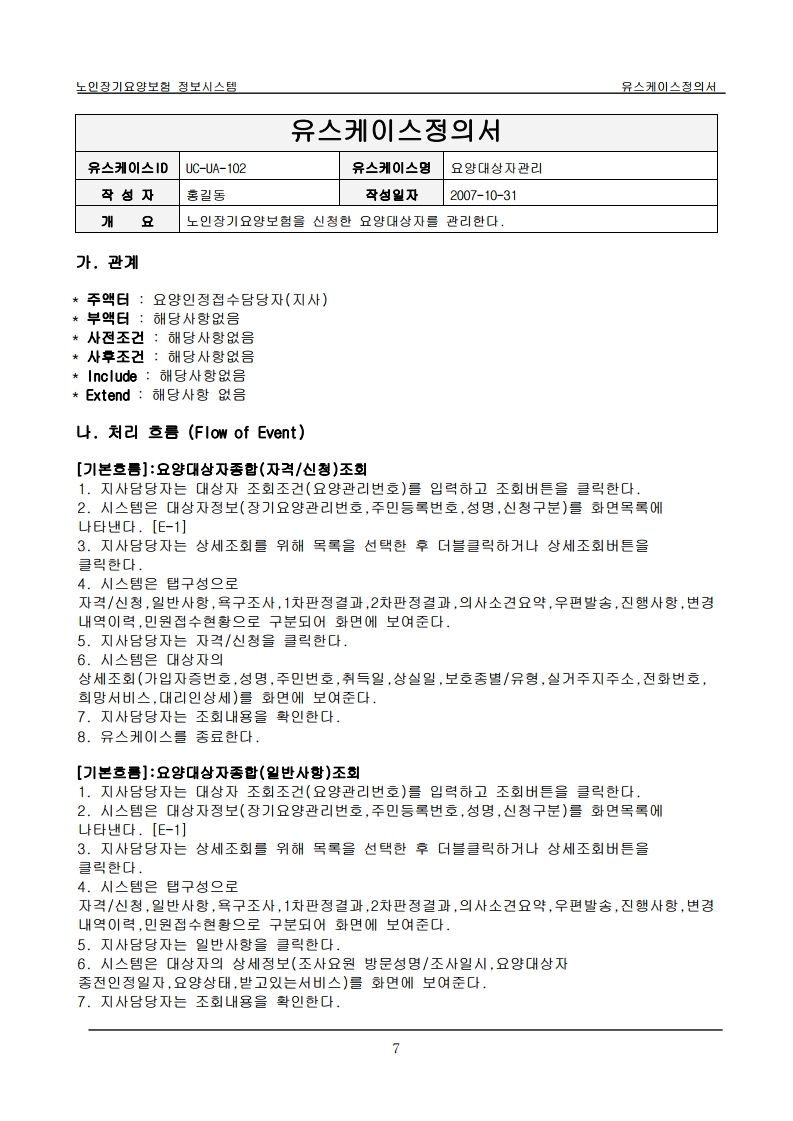 노인장기요양보험 정보시스템 유스케이스정의서
유스케이스정의서
유스케이스ID UC-UA-102 유스케이스명 요양대상자관리
작 성 자 홍길동 작성일자 2007-10-31
개 요 노인장기요양보험을 신청한 요양대상자를 관리한다.
가. 관계
* 주액터 : 요양인정접수담당자(지사)
* 부액터 : 해당사항없음
* 사전조건 : 해당사항없음
* 사후조건 : 해당사항없음
* Include : 해당사항없음
* Extend : 해당사항 없음
나. 처리 흐름 (Flow of Event)
[기본흐름]:요양대상자종합(자격/신청)조회
1. 지사담당자는 대상자 조회조건(요양관리번호)를 입력하고 조회버튼을 클릭한다.
2. 시스템은 대상자정보(장기요양관리번호,주민등록번호,성명,신청구분)를 화면목록에
나타낸다. [E-1]
3. 지사담당자는 상세조회를 위해 목록을 선택한 후 더블클릭하거나 상세조회버튼을
클릭한다.
4. 시스템은 탭구성으로
자격/신청,일반사항,욕구조사,1차판정결과,2차판정결과,의사소견요약,우편발송,진행사항,변경
내역이력,민원접수현황으로 구분되어 화면에 보여준다.
5. 지사담당자는 자격/신청을 클릭한다.
6. 시스템은 대상자의
상세조회(가입자증번호,성명,주민번호,취득일,상실일,보호종별/유형,실거주지주소,전화번호,
희망서비스,대리인상세)를 화면에 보여준다.
7. 지사담당자는 조회내용을 확인한다.
8. 유스케이스를 종료한다.
[기본흐름]:요양대상자종합(일반사항)조회
1. 지사담당자는 대상자 조회조건(요양관리번호)를 입력하고 조회버튼을 클릭한다.
2. 시스템은 대상자정보(장기요양관리번호,주민등록번호,성명,신청구분)를 화면목록에
나타낸다. [E-1]
3. 지사담당자는 상세조회를 위해 목록을 선택한 후 더블클릭하거나 상세조회버튼을
클릭한다.
4. 시스템은 탭구성으로
자격/신청,일반사항,욕구조사,1차판정결과,2차판정결과,의사소견요약,우편발송,진행사항,변경
내역이력,민원접수현황으로 구분되어 화면에 보여준다.
5. 지사담당자는 일반사항을 클릭한다.
6. 시스템은 대상자의 상세정보(조사요원 방문성명/조사일시,요양대상자
종전인정일자,요양상태,받고있는서비스)를 화면에 보여준다.
7. 지사담당자는 조회내용을 확인한다.
7